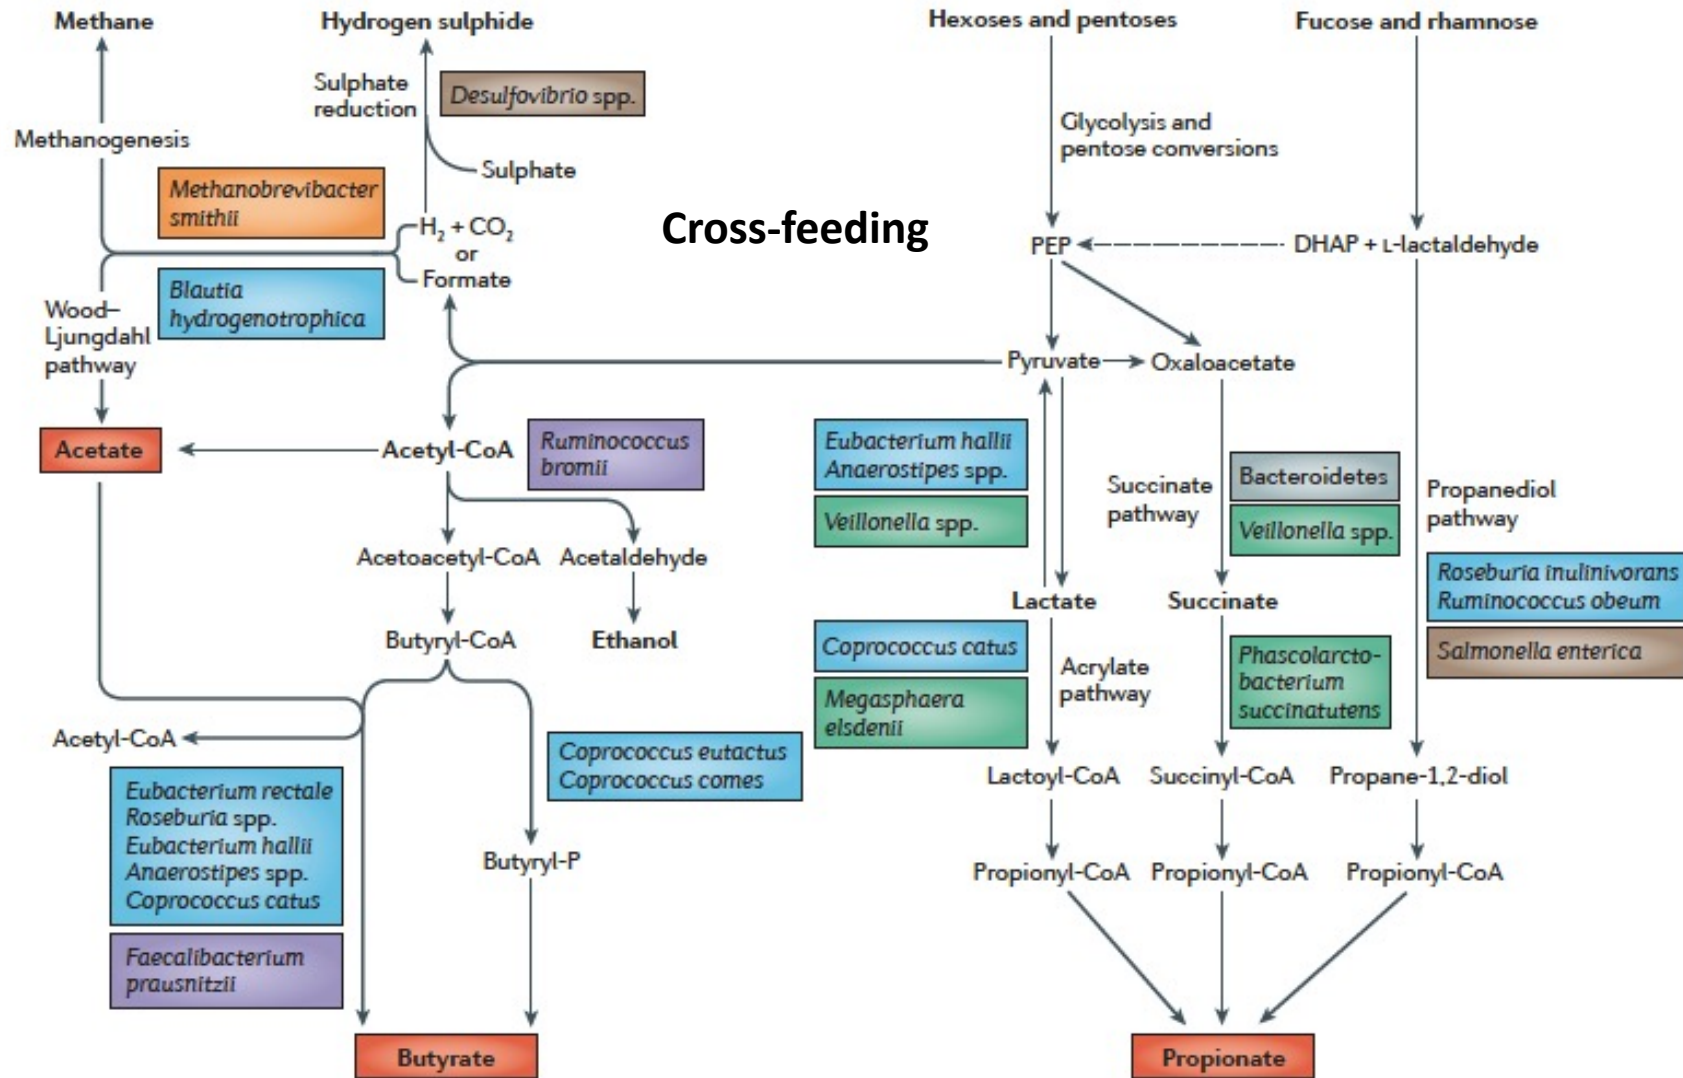 Methane
Hydrogen sulphide
Hexoses and pentoses
Fucose and rhamnose
Sulphate
reduction
Desulfovibrio spp.
Methanogenesis
Glycolysis and
pentose conversions
Sulphate
Methanobrevibacter
smithii
H₂ + CO₂
or
Formate
Cross-feeding
PEP
DHAP + L-lactaldehyde
Blautia
hydrogenotrophica
Wood–
Ljungdahl
pathway
Pyruvate
Oxaloacetate
Acetate
Acetyl-CoA
Ruminococcus
bromii
Eubacterium hallii
Anaerostipes spp.
Veillonella spp.
Succinate
pathway
Bacteroidetes
Veillonella spp.
Propanediol
pathway
Acetoacetyl-CoA
Acetaldehyde
Roseburia inulinivorans
Ruminococcus obeum
Salmonella enterica
Lactate
Succinate
Butyryl-CoA
Ethanol
Coprococcus catus
Megasphaera
elsdenii
Acrylate
pathway
Phascolarcto-
bacterium
succinatutens
Acetyl-CoA
Coprococcus eutactus
Coprococcus comes
Lactoyl-CoA
Succinyl-CoA
Propane-1,2-diol
Eubacterium rectale
Roseburia spp.
Eubacterium hallii
Anaerostipes spp.
Coprococcus catus
Faecalibacterium
prausnitzii
Butyryl-P
Propionyl-CoA
Propionyl-CoA
Propionyl-CoA
Butyrate
Propionate